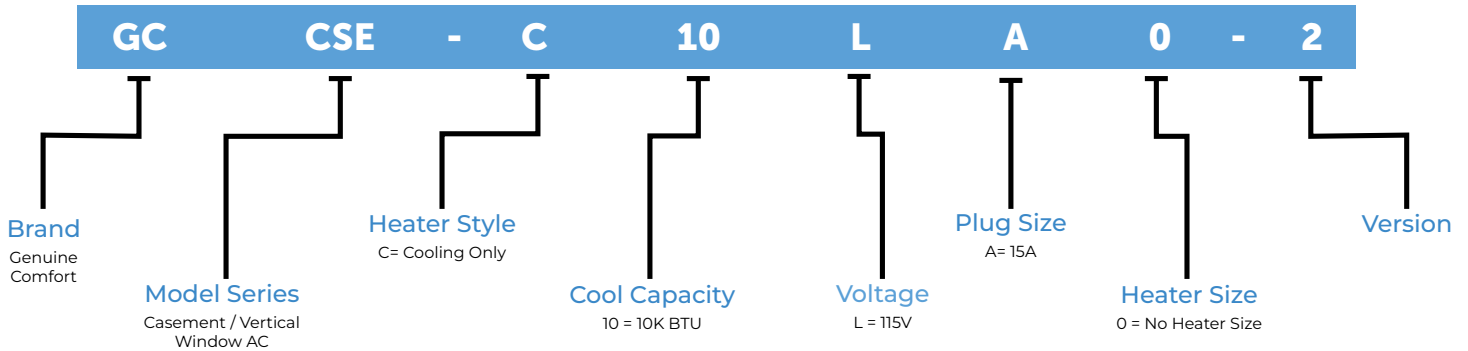 GC CSE - C 10 L A 0 - 2
Brand
Genuine
Comfort
Model Series
Casement / Vertical
Window AC
Heater Style
C= Cooling Only
Cool Capacity
10 = 10K BTU
Voltage
L = 115V
Plug Size
A= 15A
Heater Size
0 = No Heater Size
Version